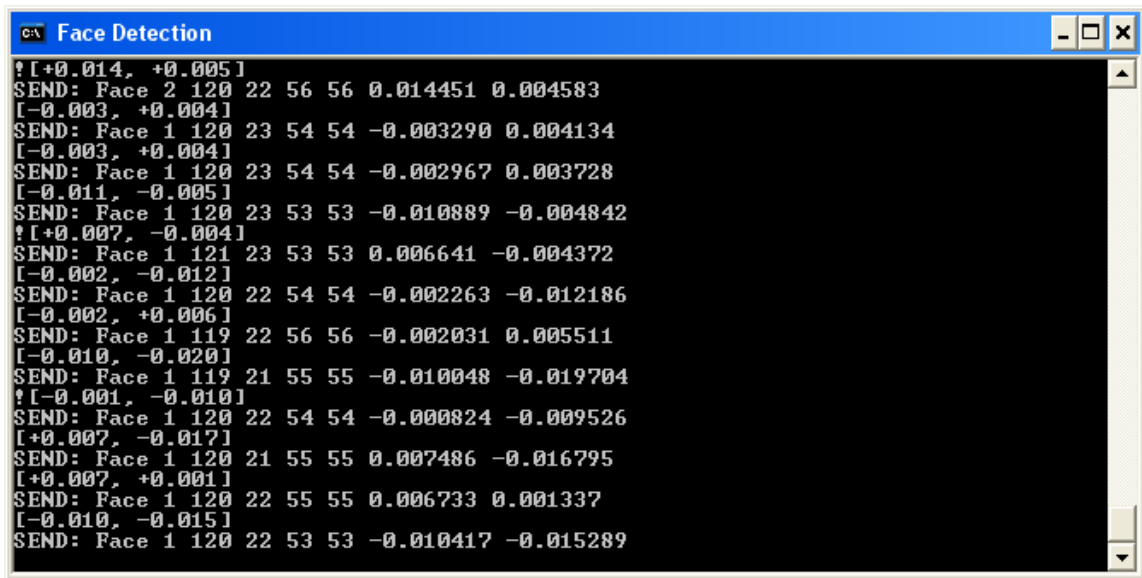 Face Detection
![+0.014, +0.005]
SEND: Face 2 120 22 56 56 0.014451 0.004583
[-0.003, +0.004]
SEND: Face 1 120 23 54 54 -0.003290 0.004134
[-0.003, +0.004]
SEND: Face 1 120 23 54 54 -0.002967 0.003728
[-0.011, -0.005]
SEND: Face 1 120 23 53 53 -0.010889 -0.004842
![+0.007, -0.004]
SEND: Face 1 121 23 53 53 0.006641 -0.004372
[-0.002, -0.012]
SEND: Face 1 120 22 54 54 -0.002263 -0.012186
[-0.002, +0.006]
SEND: Face 1 119 22 56 56 -0.002031 0.005511
[-0.010, -0.020]
SEND: Face 1 119 21 55 55 -0.010048 -0.019704
![-0.001, -0.010]
SEND: Face 1 120 22 54 54 -0.000824 -0.009526
[+0.007, -0.017]
SEND: Face 1 120 21 55 55 0.007486 -0.016795
[+0.007, +0.001]
SEND: Face 1 120 22 55 55 0.006733 0.001337
[-0.010, -0.015]
SEND: Face 1 120 22 53 53 -0.010417 -0.015289